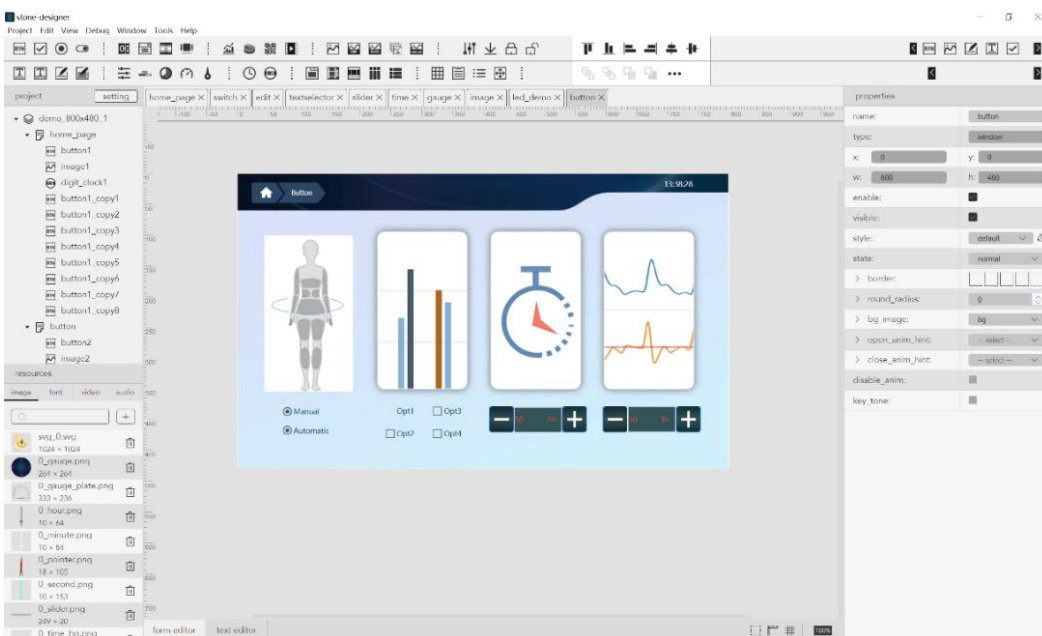 stone-designer
Project Edit View Debug Window Tools Help
project setting
home_page X switch X edit X textselector X slider X time X gauge X image X led_demo X button X
properties
demo_800x480_1
home_page
button1
image1
digit_clock1
button1_copy1
button1_copy2
button1_copy3
button1_copy4
button1_copy5
button1_copy6
button1_copy7
button1_copy8
button
button2
image2
resources
image font video audio
svg_0.svg
1024 × 1024
0_gauge.png
264 × 264
0_gauge_plate.png
333 × 236
0_hour.png
10 × 64
0_minute.png
10 × 84
0_pointer.png
18 × 105
0_second.png
10 × 153
0_slider.png
249 × 20
0_time_bg.png
Button
13:38:28
Manual
Automatic
Opt1 Opt3
Opt2 Opt4
form editor text editor
100%
name: button
type: window
x: 0 y: 0
w: 800 h: 480
enable:
visible:
style: default
state: normal
> border:
> round_radius: 0
> bg_image: bg
> open_anim_hint: -- select --
> close_anim_hint: -- select --
disable_anim:
key_tone: